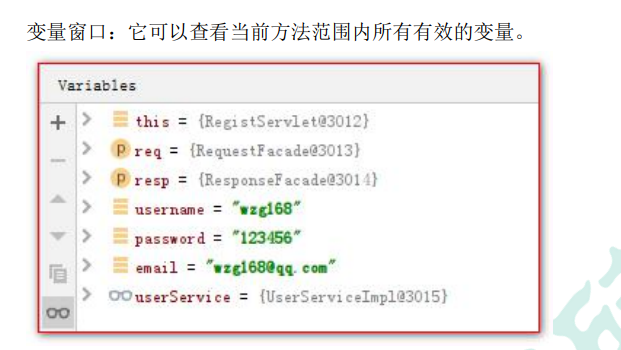 变量窗口：它可以查看当前方法范围内所有有效的变量。
Variables
this = {RegistServlet@3012}
p req = {RequestFacade@3013}
p resp = {ResponseFacade@3014}
username = "wzg168"
password = "123456"
email = "wzg168@qq.com"
userService = {UserServiceImpl@3015}